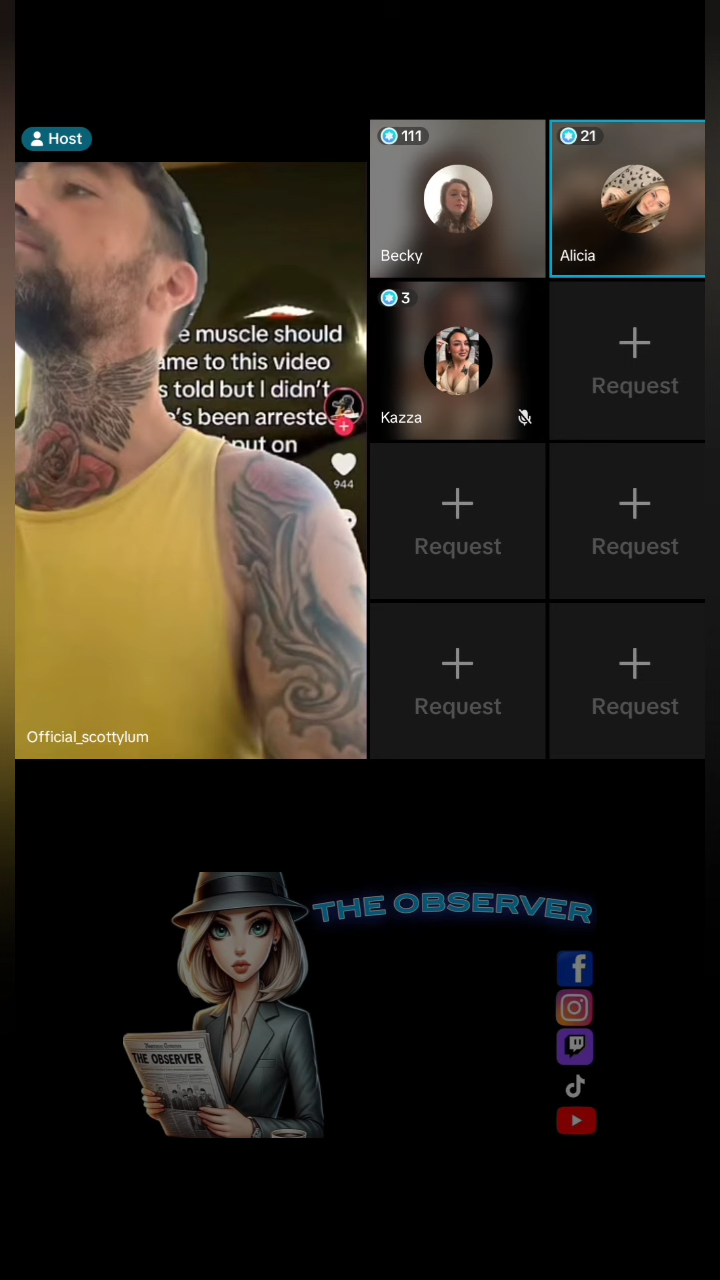 Host
111
21
Becky
Alicia
e muscle should
ame to this video
s told but I didn't
e's been arreste
put on
944
3
Kazza
Request
Request
Request
Request
Request
Official_scottylum
THE OBSERVER
THE OBSERVER